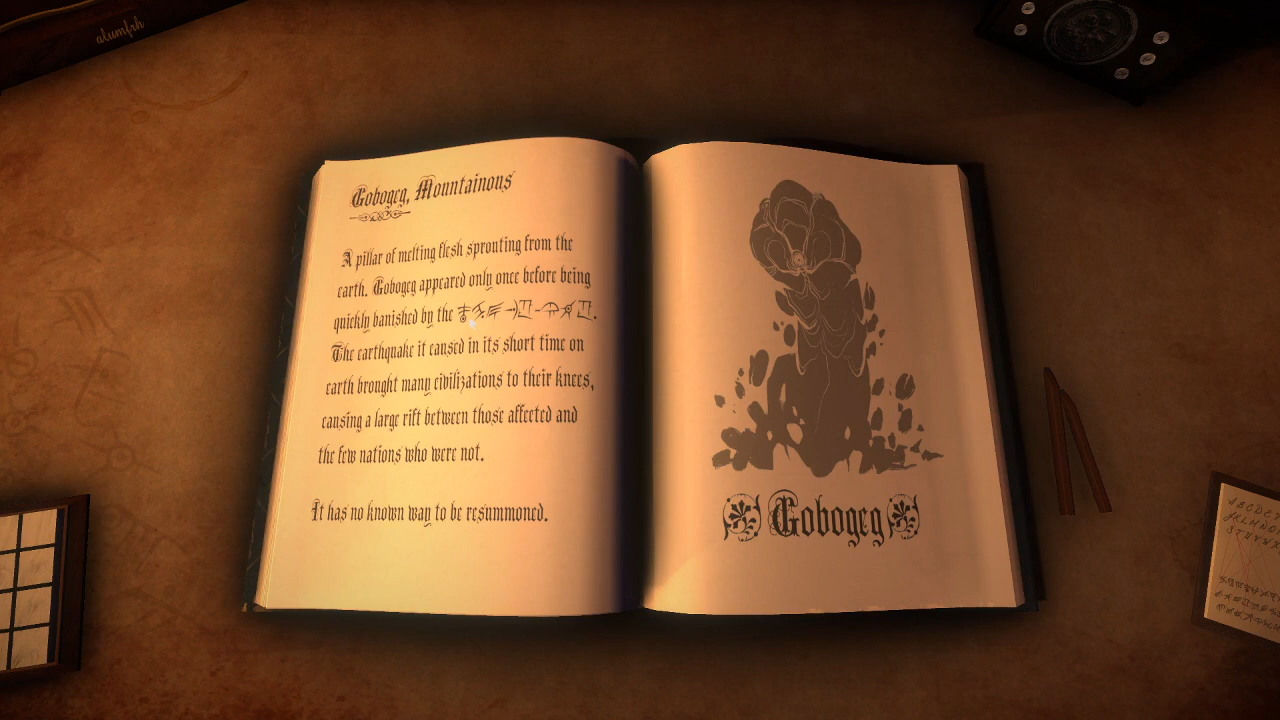 alumfrh
Gobogeg, Mountainous
A pillar of melting flesh sprouting from the
earth. Gobogeg appeared only once before being
quickly banished by the
The earthquake it caused in its short time on
earth brought many civilizations to their knees,
causing a large rift between those affected and
the few nations who were not.
It has no known way to be resummoned.
Gobogeg